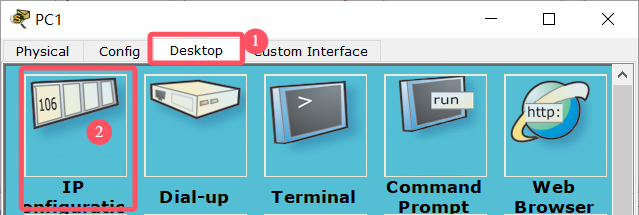 PC1
Physical Config Desktop Custom Interface
1
106
2
>
run
http:
IP
onfiguratio
Dial-up
Terminal
Command
Prompt
Web
Browser